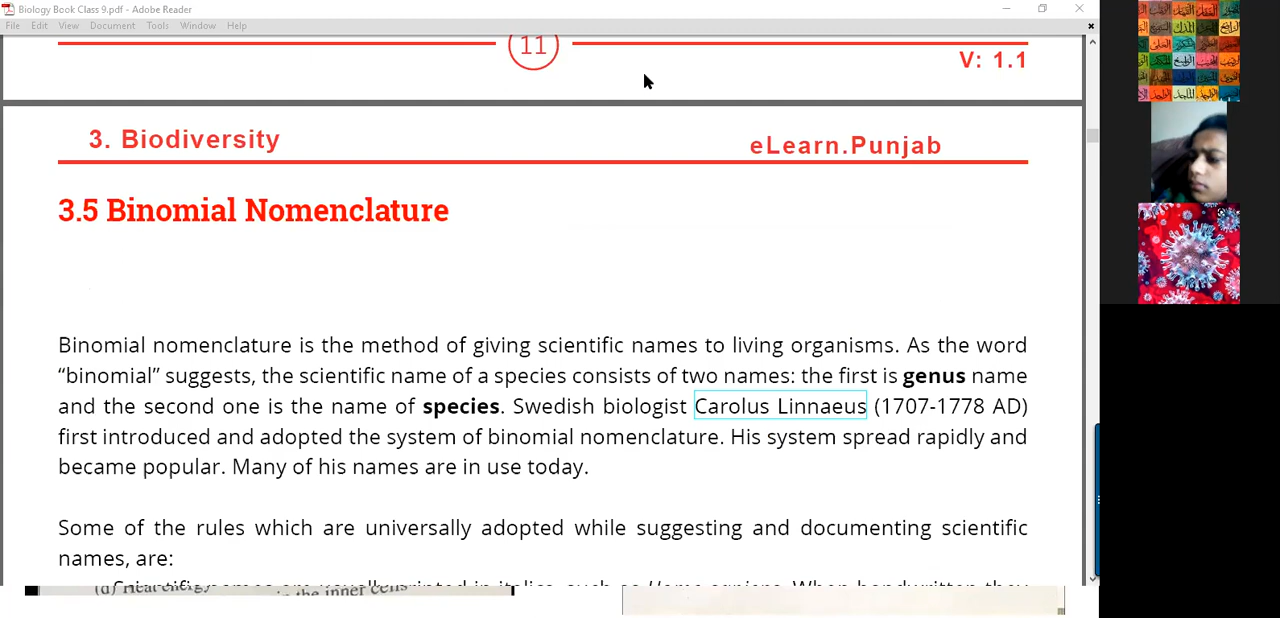 Biology Book Class 9.pdf - Adobe Reader
File Edit View Document Tools Window Help
11
V: 1.1
3. Biodiversity
eLearn.Punjab
3.5 Binomial Nomenclature
Binomial nomenclature is the method of giving scientific names to living organisms. As the word
“binomial” suggests, the scientific name of a species consists of two names: the first is genus name
and the second one is the name of species. Swedish biologist Carolus Linnaeus (1707-1778 AD)
first introduced and adopted the system of binomial nomenclature. His system spread rapidly and
became popular. Many of his names are in use today.
Some of the rules which are universally adopted while suggesting and documenting scientific
names, are:
in the inner cells